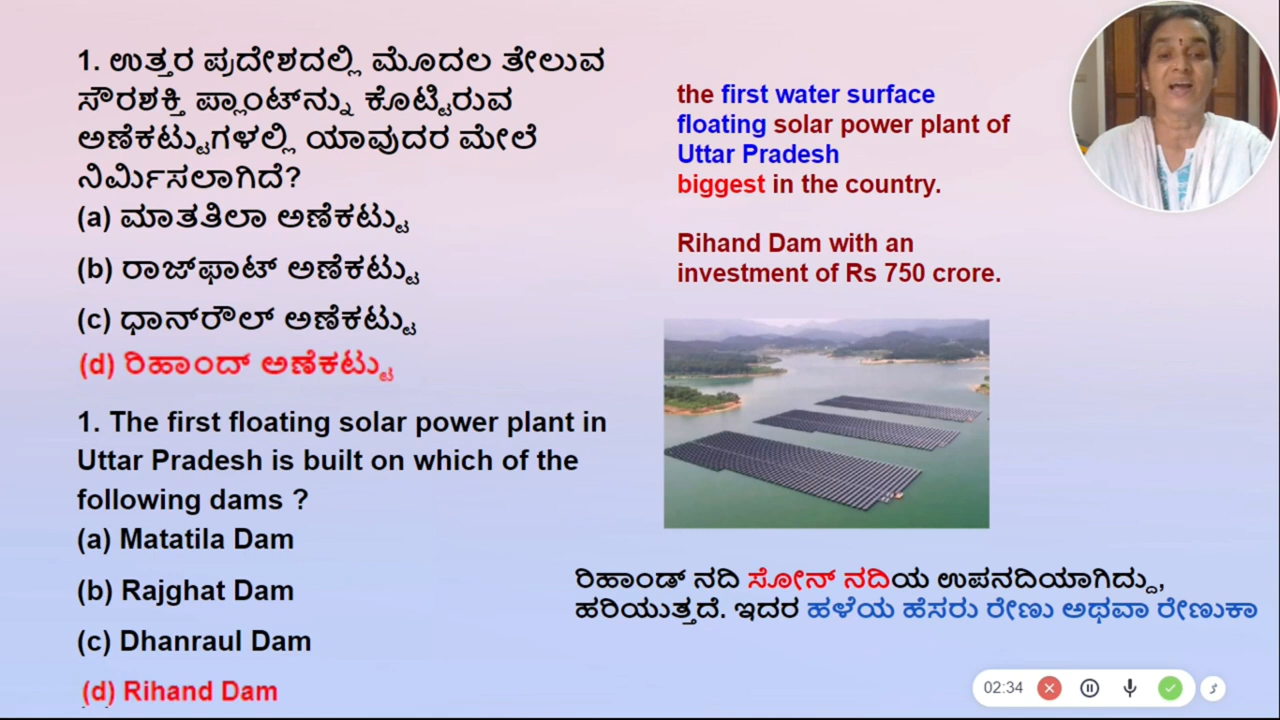 1. ಉತ್ತರ ಪ್ರದೇಶದಲ್ಲಿ ಮೊದಲ ತೇಲುವ
ಸೌರಶಕ್ತಿ ಪ್ಲಾಂಟ್‌ನ್ನು ಕೊಟ್ಟಿರುವ
ಅಣೆಕಟ್ಟುಗಳಲ್ಲಿ ಯಾವುದರ ಮೇಲೆ
ನಿರ್ಮಿಸಲಾಗಿದೆ?
(a) ಮಾತತಿಲಾ ಅಣೆಕಟ್ಟು
(b) ರಾಜ್‌ಘಾಟ್ ಅಣೆಕಟ್ಟು
(c) ಧಾನ್‌ರೌಲ್ ಅಣೆಕಟ್ಟು
(d) ರಿಹಾಂದ್ ಅಣೆಕಟ್ಟು
1. The first floating solar power plant in
Uttar Pradesh is built on which of the
following dams ?
(a) Matatila Dam
(b) Rajghat Dam
(c) Dhanraul Dam
(d) Rihand Dam
the first water surface
floating solar power plant of
Uttar Pradesh
biggest in the country.
Rihand Dam with an
investment of Rs 750 crore.
ರಿಹಾಂಡ್ ನದಿ ಸೋನ್ ನದಿಯ ಉಪನದಿಯಾಗಿದ್ದು,
ಹರಿಯುತ್ತದೆ. ಇದರ ಹಳೆಯ ಹೆಸರು ರೇಣು ಅಥವಾ ರೇಣುಕಾ
02:34